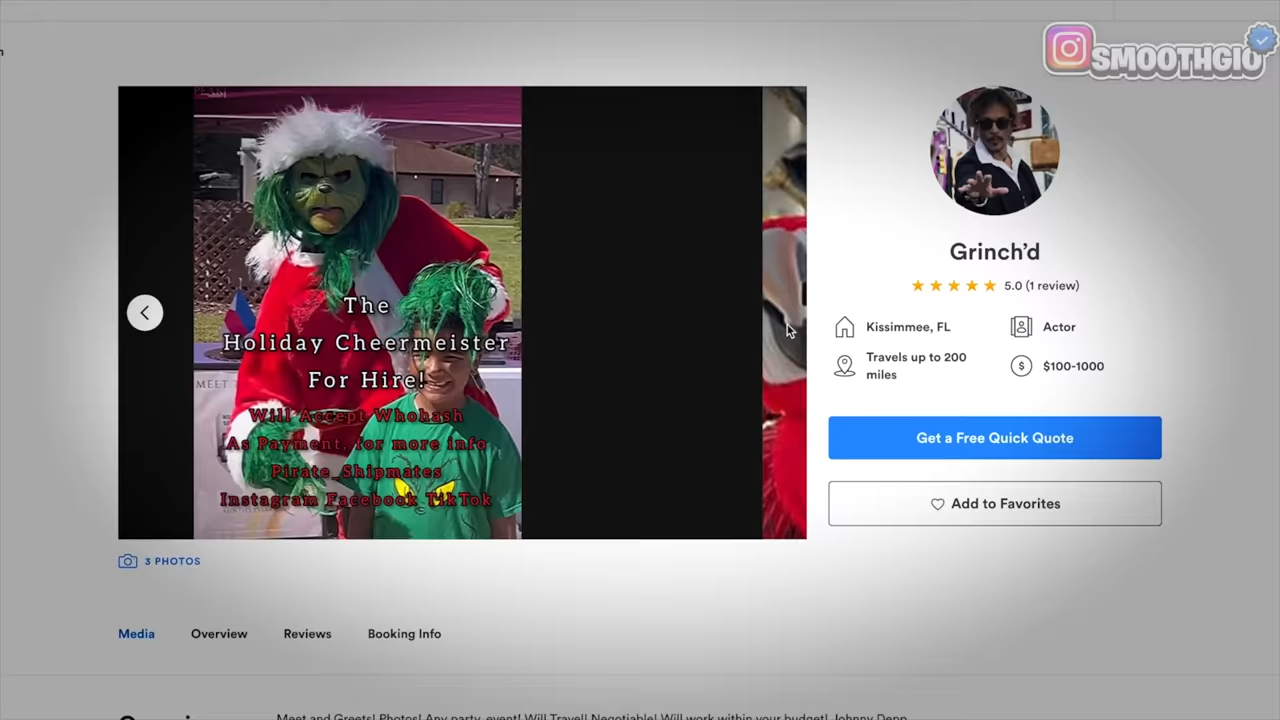 SMOOTHGIO
The
Holiday Cheermeister
For Hire!
Will Accept Whohash
As Payment, for more info
Pirate_Shipmates
Instagram Facebook TikTok
MEET
Grinch'd
5.0 (1 review)
Kissimmee, FL
Actor
Travels up to 200
miles
$100-1000
Get a Free Quick Quote
Add to Favorites
3 PHOTOS
Media
Overview
Reviews
Booking Info
Meet and Greets! Photos! Any party, event! Will Travel! Negotiable! Will work within your budget! Johnny Depp